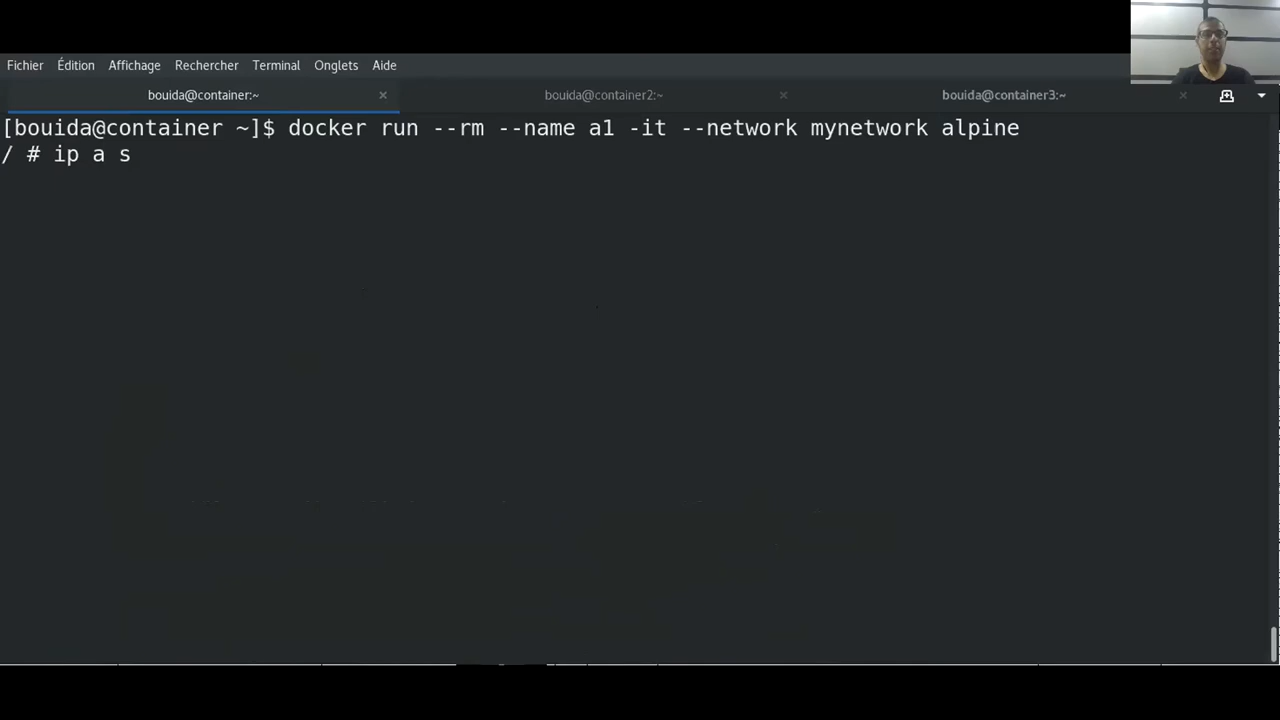 Fichier Édition Affichage Rechercher Terminal Onglets Aide
bouida@container:~ × bouida@container2:~ × bouida@container3:~ ×
[bouida@container ~]$ docker run --rm --name a1 -it --network mynetwork alpine
/ # ip a s